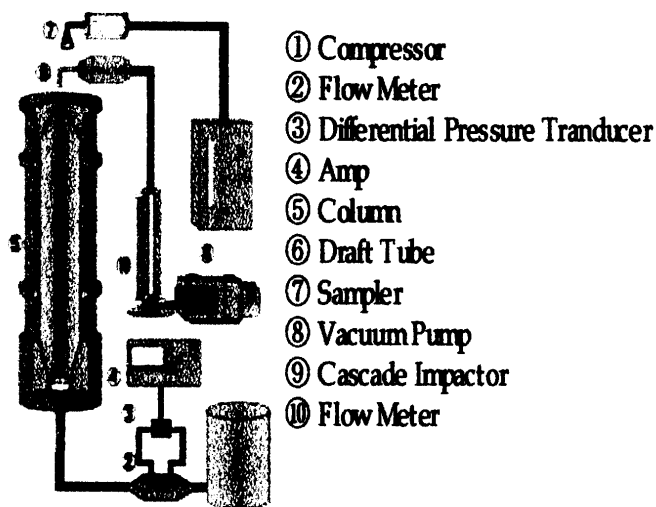 ① Compressor
② Flow Meter
③ Differential Pressure Tranducer
④ Amp
⑤ Column
⑥ Draft Tube
⑦ Sampler
⑧ Vacuum Pump
⑨ Cascade Impactor
⑩ Flow Meter